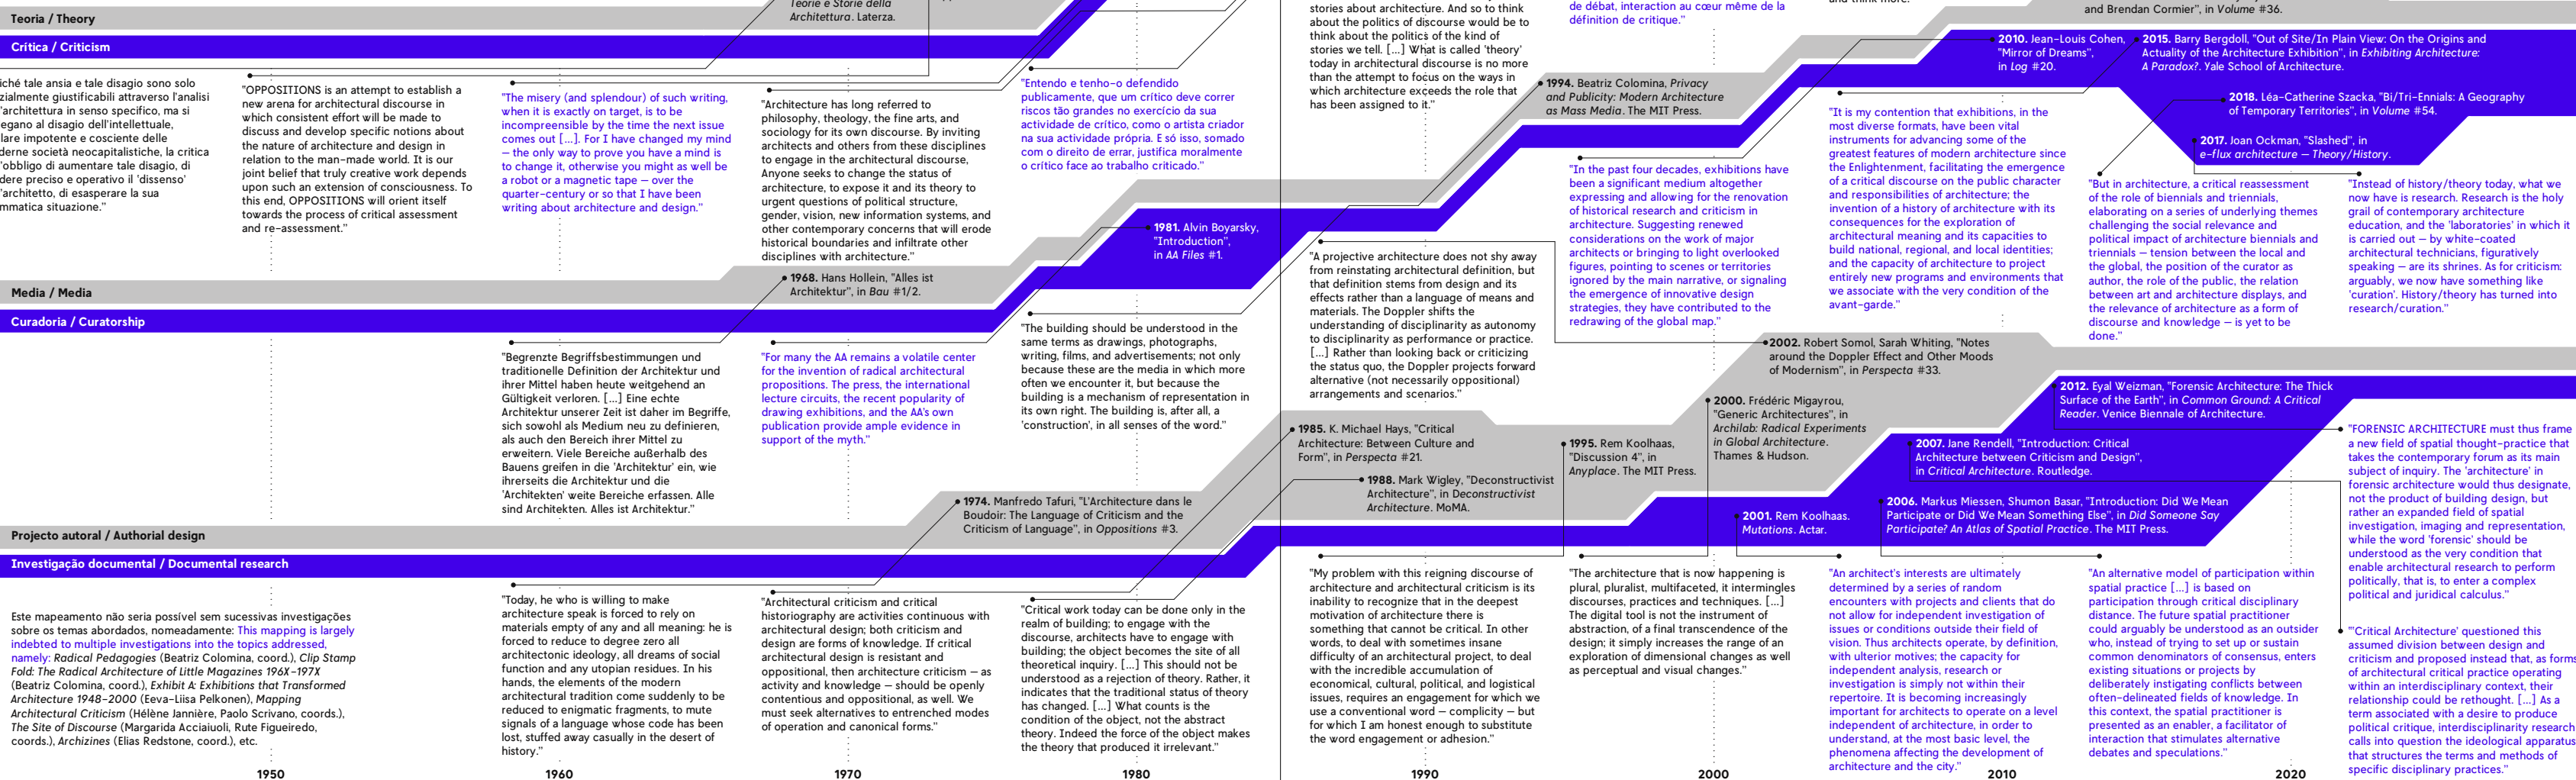 Teoria / Theory
Crítica / Criticism
Teorie e Storie della
Architettura. Laterza.
iché tale ansia e tale disagio sono solo
zialmente giustificabili attraverso l'analisi
'architettura in senso specifico, ma si
egano al disagio dell'intellettuale,
lare impotente e cosciente delle
derne società neocapitalistiche, la critica
'obbligo di aumentare tale disagio, di
dere preciso e operativo il 'dissenso'
'architetto, di esasperare la sua
mmatica situazione."
"OPPOSITIONS is an attempt to establish a
new arena for architectural discourse in
which consistent effort will be made to
discuss and develop specific notions about
the nature of architecture and design in
relation to the man-made world. It is our
joint belief that truly creative work depends
upon such an extension of consciousness. To
this end, OPPOSITIONS will orient itself
towards the process of critical assessment
and re-assessment."
"The misery (and splendour) of such writing,
when it is exactly on target, is to be
incompreensible by the time the next issue
comes out [...]. For I have changed my mind
— the only way to prove you have a mind is
to change it, otherwise you might as well be
a robot or a magnetic tape — over the
quarter-century or so that I have been
writing about architecture and design."
"Architecture has long referred to
philosophy, theology, the fine arts, and
sociology for its own discourse. By inviting
architects and others from these disciplines
to engage in the architectural discourse,
Anyone seeks to change the status of
architecture, to expose it and its theory to
urgent questions of political structure,
gender, vision, new information systems, and
other contemporary concerns that will erode
historical boundaries and infiltrate other
disciplines with architecture."
"Entendo e tenho-o defendido
publicamente, que um crítico deve correr
riscos tão grandes no exercício da sua
actividade de crítico, como o artista criador
na sua actividade própria. E só isso, somado
com o direito de errar, justifica moralmente
o crítico face ao trabalho criticado."
stories about architecture. And so to think
about the politics of discourse would be to
think about the politics of the kind of
stories we tell. [...] What is called 'theory'
today in architectural discourse is no more
than the attempt to focus on the ways in
which architecture exceeds the role that
has been assigned to it."
de débat, interaction au cœur même de la
définition de critique."
and Brendan Cormier", in Volume #36.
1994. Beatriz Colomina, Privacy
and Publicity: Modern Architecture
as Mass Media. The MIT Press.
2010. Jean-Louis Cohen,
"Mirror of Dreams",
in Log #20.
2015. Barry Bergdoll, "Out of Site/In Plain View: On the Origins and
Actuality of the Architecture Exhibition", in Exhibiting Architecture:
A Paradox?. Yale School of Architecture.
2018. Léa-Catherine Szacka, "Bi/Tri-Ennials: A Geography
of Temporary Territories", in Volume #54.
2017. Joan Ockman, "Slashed", in
e-flux architecture — Theory/History.
"In the past four decades, exhibitions have
been a significant medium altogether
expressing and allowing for the renovation
of historical research and criticism in
architecture. Suggesting renewed
considerations on the work of major
architects or bringing to light overlooked
figures, pointing to scenes or territories
ignored by the main narrative, or signaling
the emergence of innovative design
strategies, they have contributed to the
redrawing of the global map."
"It is my contention that exhibitions, in the
most diverse formats, have been vital
instruments for advancing some of the
greatest features of modern architecture since
the Enlightenment, facilitating the emergence
of a critical discourse on the public character
and responsibilities of architecture; the
invention of a history of architecture with its
consequences for the exploration of
architectural meaning and its capacities to
build national, regional, and local identities;
and the capacity of architecture to project
entirely new programs and environments that
we associate with the very condition of the
avant-garde."
"But in architecture, a critical reassessment
of the role of biennials and triennials,
elaborating on a series of underlying themes
challenging the social relevance and
political impact of architecture biennials and
triennials — tension between the local and
the global, the position of the curator as
author, the role of the public, the relation
between art and architecture displays, and
the relevance of architecture as a form of
discourse and knowledge — is yet to be
done."
"Instead of history/theory today, what we
now have is research. Research is the holy
grail of contemporary architecture
education, and the 'laboratories' in which it
is carried out — by white-coated
architectural technicians, figuratively
speaking — are its shrines. As for criticism:
arguably, we now have something like
'curation'. History/theory has turned into
research/curation."
Media / Media
Curadoria / Curatorship
1968. Hans Hollein, "Alles ist
Architektur", in Bau #1/2.
1981. Alvin Boyarsky,
"Introduction",
in AA Files #1.
"Begrenzte Begriffsbestimmungen und
traditionelle Definition der Architektur und
ihrer Mittel haben heute weitgehend an
Gültigkeit verloren. [...] Eine echte
Architektur unserer Zeit ist daher im Begriffe,
sich sowohl als Medium neu zu definieren,
als auch den Bereich ihrer Mittel zu
erweitern. Viele Bereiche außerhalb des
Bauens greifen in die 'Architektur' ein, wie
ihrerseits die Architektur und die
'Architekten' weite Bereiche erfassen. Alle
sind Architekten. Alles ist Architektur."
"For many the AA remains a volatile center
for the invention of radical architectural
propositions. The press, the international
lecture circuits, the recent popularity of
drawing exhibitions, and the AA's own
publication provide ample evidence in
support of the myth."
"The building should be understood in the
same terms as drawings, photographs,
writing, films, and advertisements; not only
because these are the media in which more
often we encounter it, but because the
building is a mechanism of representation in
its own right. The building is, after all, a
'construction', in all senses of the word."
"A projective architecture does not shy away
from reinstating architectural definition, but
that definition stems from design and its
effects rather than a language of means and
materials. The Doppler shifts the
understanding of disciplinarity as autonomy
to disciplinarity as performance or practice.
[...] Rather than looking back or criticizing
the status quo, the Doppler projects forward
alternative (not necessarily oppositional)
arrangements and scenarios."
2002. Robert Somol, Sarah Whiting, "Notes
around the Doppler Effect and Other Moods
of Modernism", in Perspecta #33.
2000. Frédéric Migayrou,
"Generic Architectures", in
Archilab: Radical Experiments
in Global Architecture.
Thames & Hudson.
2012. Eyal Weizman, "Forensic Architecture: The Thick
Surface of the Earth", in Common Ground: A Critical
Reader. Venice Biennale of Architecture.
2007. Jane Rendell, "Introduction: Critical
Architecture between Criticism and Design",
in Critical Architecture. Routledge.
2006. Markus Miessen, Shumon Basar, "Introduction: Did We Mean
Participate or Did We Mean Something Else", in Did Someone Say
Participate? An Atlas of Spatial Practice. The MIT Press.
1985. K. Michael Hays, "Critical
Architecture: Between Culture and
Form", in Perspecta #21.
1988. Mark Wigley, "Deconstructivist
Architecture", in Deconstructivist
Architecture. MoMA.
1995. Rem Koolhaas,
"Discussion 4", in
Anyplace. The MIT Press.
2001. Rem Koolhaas.
Mutations. Actar.
1974. Manfredo Tafuri, "L'Architecture dans le
Boudoir: The Language of Criticism and the
Criticism of Language", in Oppositions #3.
Projecto autoral / Authorial design
Investigação documental / Documental research
Este mapeamento não seria possível sem sucessivas investigações
sobre os temas abordados, nomeadamente: This mapping is largely
indebted to multiple investigations into the topics addressed,
namely: Radical Pedagogies (Beatriz Colomina, coord.), Clip Stamp
Fold: The Radical Architecture of Little Magazines 196X–197X
(Beatriz Colomina, coord.), Exhibit A: Exhibitions that Transformed
Architecture 1948–2000 (Eeva-Liisa Pelkonen), Mapping
Architectural Criticism (Hélène Jannière, Paolo Scrivano, coords.),
The Site of Discourse (Margarida Acciaiuoli, Rute Figueiredo,
coords.), Archizines (Elias Redstone, coord.), etc.
"Today, he who is willing to make
architecture speak is forced to rely on
materials empty of any and all meaning: he is
forced to reduce to degree zero all
architectonic ideology, all dreams of social
function and any utopian residues. In his
hands, the elements of the modern
architectural tradition come suddenly to be
reduced to enigmatic fragments, to mute
signals of a language whose code has been
lost, stuffed away casually in the desert of
history."
"Architectural criticism and critical
historiography are activities continuous with
architectural design; both criticism and
design are forms of knowledge. If critical
architectural design is resistant and
oppositional, then architecture criticism — as
activity and knowledge — should be openly
contentious and oppositional, as well. We
must seek alternatives to entrenched modes
of operation and canonical forms."
"Critical work today can be done only in the
realm of building; to engage with the
discourse, architects have to engage with
building; the object becomes the site of all
theoretical inquiry. [...] This should not be
understood as a rejection of theory. Rather, it
indicates that the traditional status of theory
has changed. [...] What counts is the
condition of the object, not the abstract
theory. Indeed the force of the object makes
the theory that produced it irrelevant."
"My problem with this reigning discourse of
architecture and architectural criticism is its
inability to recognize that in the deepest
motivation of architecture there is
something that cannot be critical. In other
words, to deal with sometimes insane
difficulty of an architectural project, to deal
with the incredible accumulation of
economical, cultural, political, and logistical
issues, requires an engagement for which we
use a conventional word — complicity — but
for which I am honest enough to substitute
the word engagement or adhesion."
"The architecture that is now happening is
plural, pluralist, multifaceted, it intermingles
discourses, practices and techniques. [...]
The digital tool is not the instrument of
abstraction, of a final transcendence of the
design; it simply increases the range of an
exploration of dimensional changes as well
as perceptual and visual changes."
"An architect's interests are ultimately
determined by a series of random
encounters with projects and clients that do
not allow for independent investigation of
issues or conditions outside their field of
vision. Thus architects operate, by definition,
with ulterior motives; the capacity for
independent analysis, research or
investigation is simply not within their
repertoire. It is becoming increasingly
important for architects to operate on a level
independent of architecture, in order to
understand, at the most basic level, the
phenomena affecting the development of
architecture and the city."
"An alternative model of participation within
spatial practice [...] is based on
participation through critical disciplinary
distance. The future spatial practitioner
could arguably be understood as an outsider
who, instead of trying to set up or sustain
common denominators of consensus, enters
existing situations or projects by
deliberately instigating conflicts between
often-delineated fields of knowledge. In
this context, the spatial practitioner is
presented as an enabler, a facilitator of
interaction that stimulates alternative
debates and speculations."
"FORENSIC ARCHITECTURE must thus frame
a new field of spatial thought-practice that
takes the contemporary forum as its main
subject of inquiry. The 'architecture' in
forensic architecture would thus designate,
not the product of building design, but
rather an expanded field of spatial
investigation, imaging and representation,
while the word 'forensic' should be
understood as the very condition that
enable architectural research to perform
politically, that is, to enter a complex
political and juridical calculus."
"'Critical Architecture' questioned this
assumed division between design and
criticism and proposed instead that, as forms
of architectural critical practice operating
within an interdisciplinary context, their
relationship could be rethought. [...] As a
term associated with a desire to produce
political critique, interdisciplinary research
calls into question the ideological apparatus
that structures the terms and methods of
specific disciplinary practices."
1950
1960
1970
1980
1990
2000
2010
2020